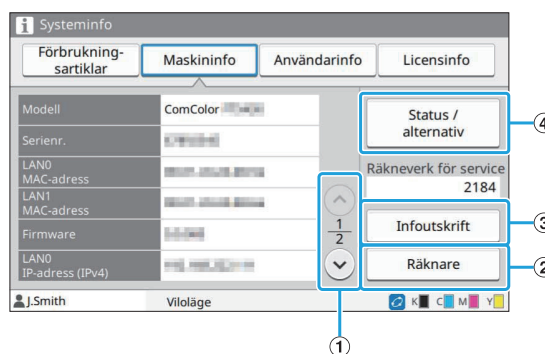 i Systeminfo
Förbrukning-
sartiklar
Maskininfo
Användarinfo
Licensinfo
Modell
ComColor
Serienr.
LAN0
MAC-adress
LAN1
MAC-adress
Firmware
LAN0
IP-adress (IPv4)
1
2
Status /
alternativ
Räkneverk för service
2184
Infoutskrift
Räknare
J.Smith
Viloläge
K C M Y
4
3
2
1